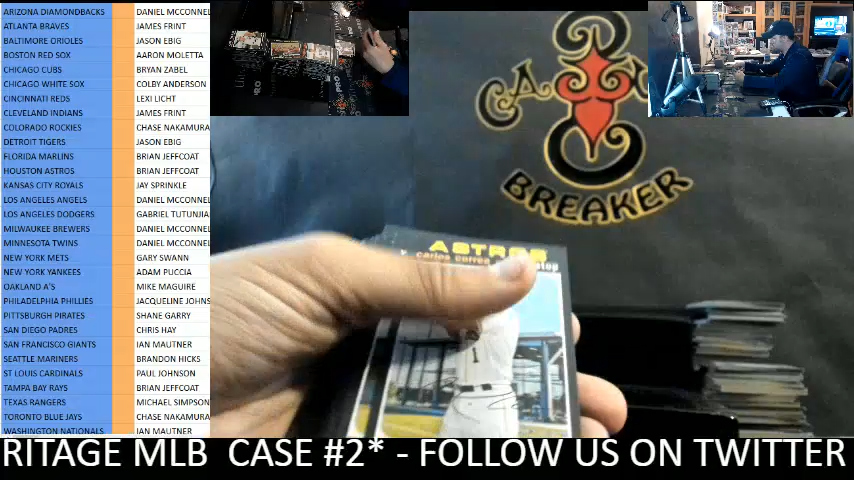 ARIZONA DIAMONDBACKS DANIEL MCCONNEL
ATLANTA BRAVES JAMES FRINT
BALTIMORE ORIOLES JASON EBIG
BOSTON RED SOX AARON MOLETTA
CHICAGO CUBS BRYAN ZABEL
CHICAGO WHITE SOX COLBY ANDERSON
CINCINNATI REDS LEXI LICHT
CLEVELAND INDIANS JAMES FRINT
COLORADO ROCKIES CHASE NAKAMURA
DETROIT TIGERS JASON EBIG
FLORIDA MARLINS BRIAN JEFFCOAT
HOUSTON ASTROS BRIAN JEFFCOAT
KANSAS CITY ROYALS JAY SPRINKLE
LOS ANGELES ANGELS DANIEL MCCONNEL
LOS ANGELES DODGERS GABRIEL TUTUNJIA
MILWAUKEE BREWERS DANIEL MCCONNEL
MINNESOTA TWINS DANIEL MCCONNEL
NEW YORK METS GARY SWANN
NEW YORK YANKEES ADAM PUCCIA
OAKLAND A'S MIKE MAGUIRE
PHILADELPHIA PHILLIES JACQUELINE JOHNS
PITTSBURGH PIRATES SHANE GARRY
SAN DIEGO PADRES CHRIS HAY
SAN FRANCISCO GIANTS IAN MAUTNER
SEATTLE MARINERS BRANDON HICKS
ST LOUIS CARDINALS PAUL JOHNSON
TAMPA BAY RAYS BRIAN JEFFCOAT
TEXAS RANGERS MICHAEL SIMPSON
TORONTO BLUE JAYS CHASE NAKAMURA
WASHINGTON NATIONALS IAN MAUTNER
BREAKER
ASTROS
carlos correa
1
RITAGE MLB CASE #2* - FOLLOW US ON TWITTER